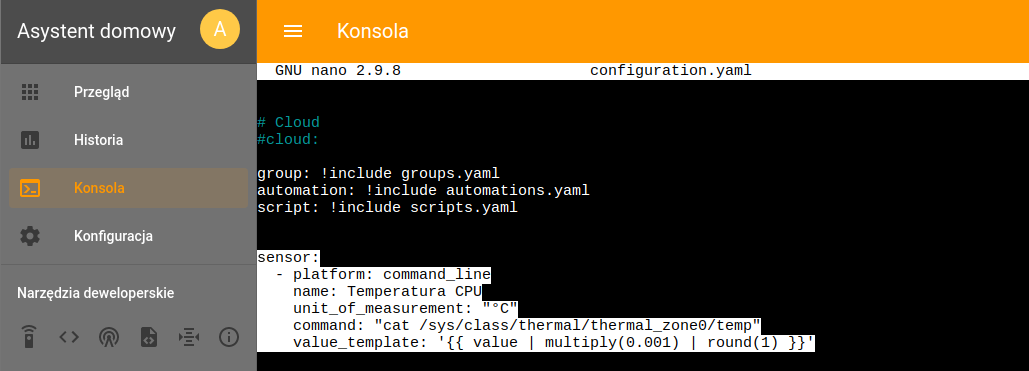 Asystent domowy
A
Konsola
Przegląd
Historia
Konsola
Konfiguracja
Narzędzia deweloperskie
GNU nano 2.9.8 configuration.yaml
# Cloud
#cloud:
group: !include groups.yaml
automation: !include automations.yaml
script: !include scripts.yaml
sensor:
  - platform: command_line
    name: Temperatura CPU
    unit_of_measurement: "°C"
    command: "cat /sys/class/thermal/thermal_zone0/temp"
    value_template: '{{ value | multiply(0.001) | round(1) }}'